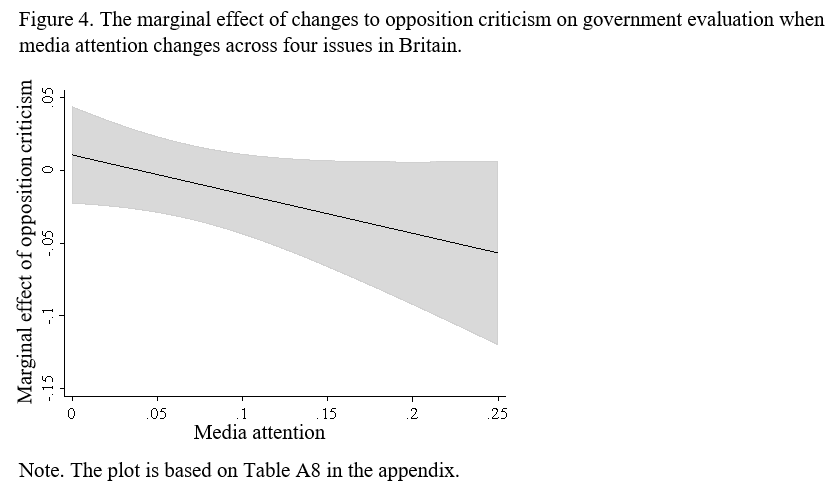 Figure 4. The marginal effect of changes to opposition criticism on government evaluation when
media attention changes across four issues in Britain.
Marginal effect of opposition criticism
.05
0
-.05
-.1
-.15
0 .05 .1 .15 .2 .25
Media attention
Note. The plot is based on Table A8 in the appendix.